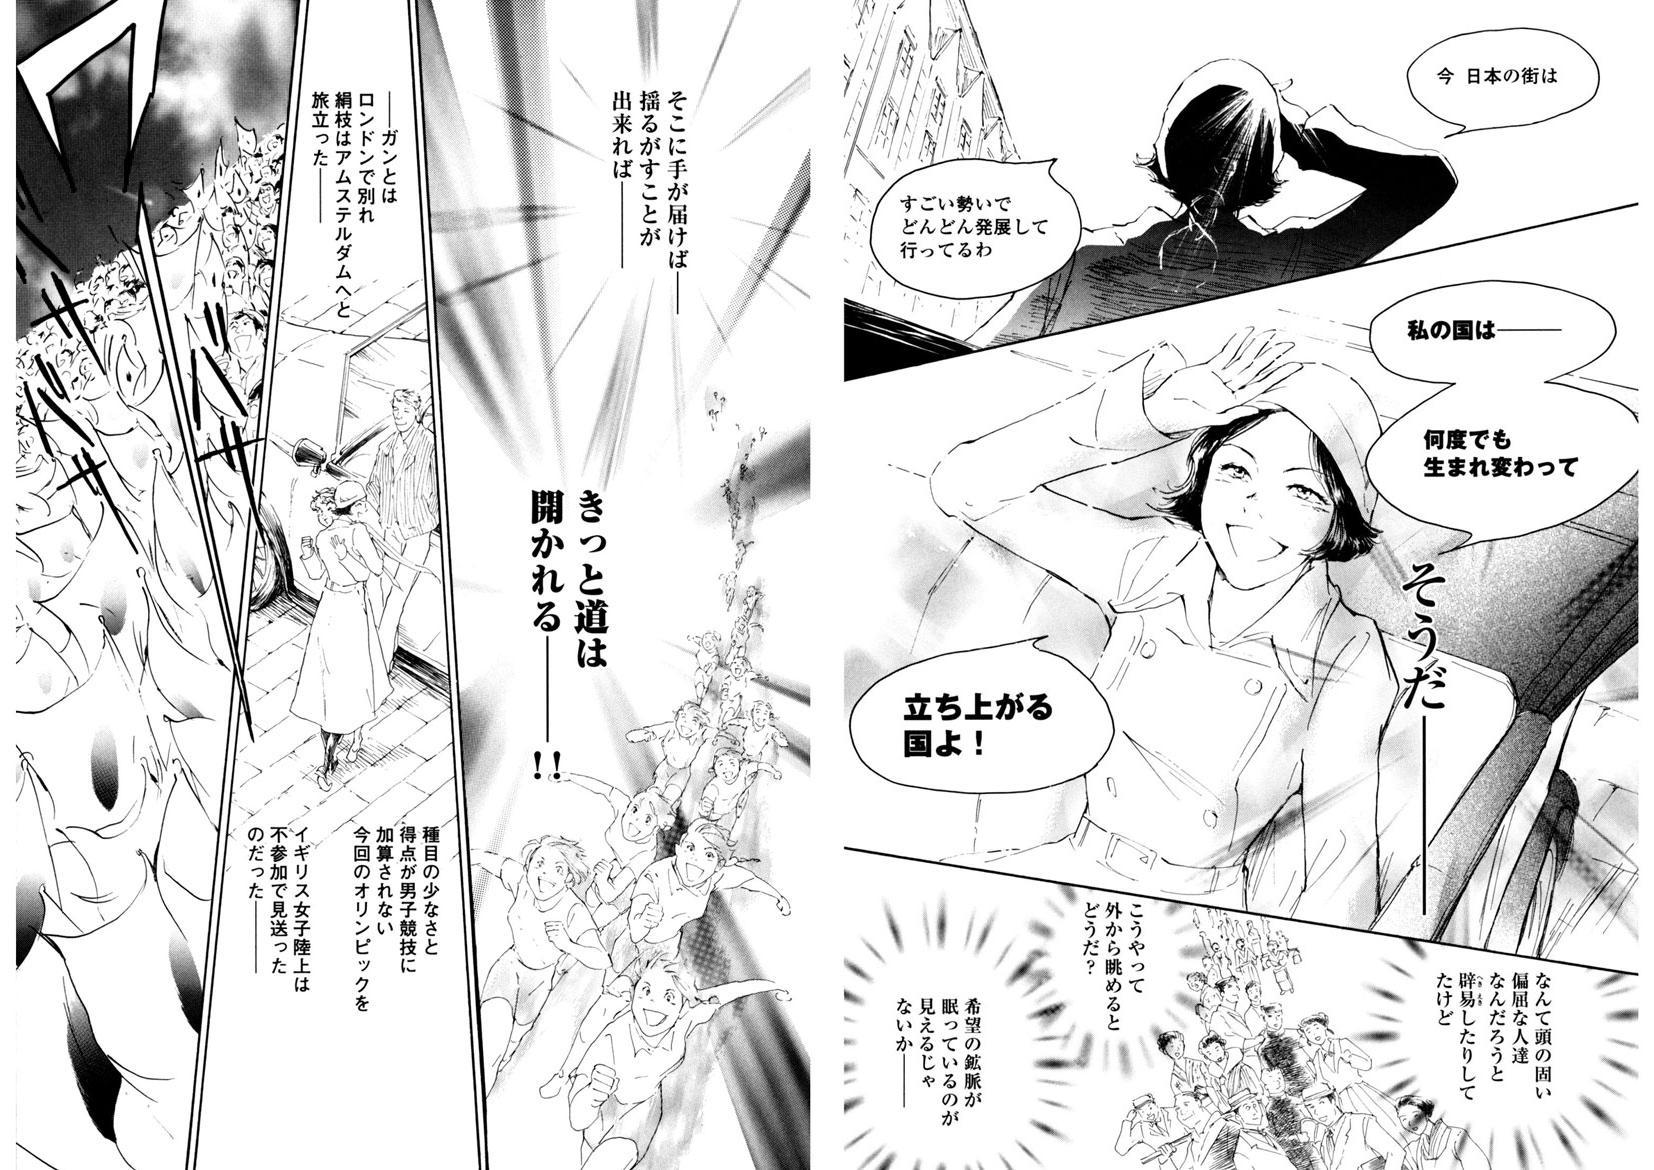 今 日本の街は
すごい勢いで
どんどん発展して
行ってるわ
私の国は――
何度でも
生まれ変わって
立ち上がる
国よ！
そうだ――
なんて頭の固い
偏屈な人達
なんだろうと
辟易したりして
へきえき
たけど
こうやって
外から眺めると
どうだ？
希望の鉱脈が
眠っているのが
見えるじゃ
ないか――
そこに手が届けば――
揺るがすことが
出来れば――
きっと道は
開かれる――!!
――ガンとは
ロンドンで別れ
絹枝はアムステルダムへと
旅立った――
種目の少なさと
得点が男子競技に
加算されない
今回のオリンピックを
イギリス女子陸上は
不参加で見送った
のだった――